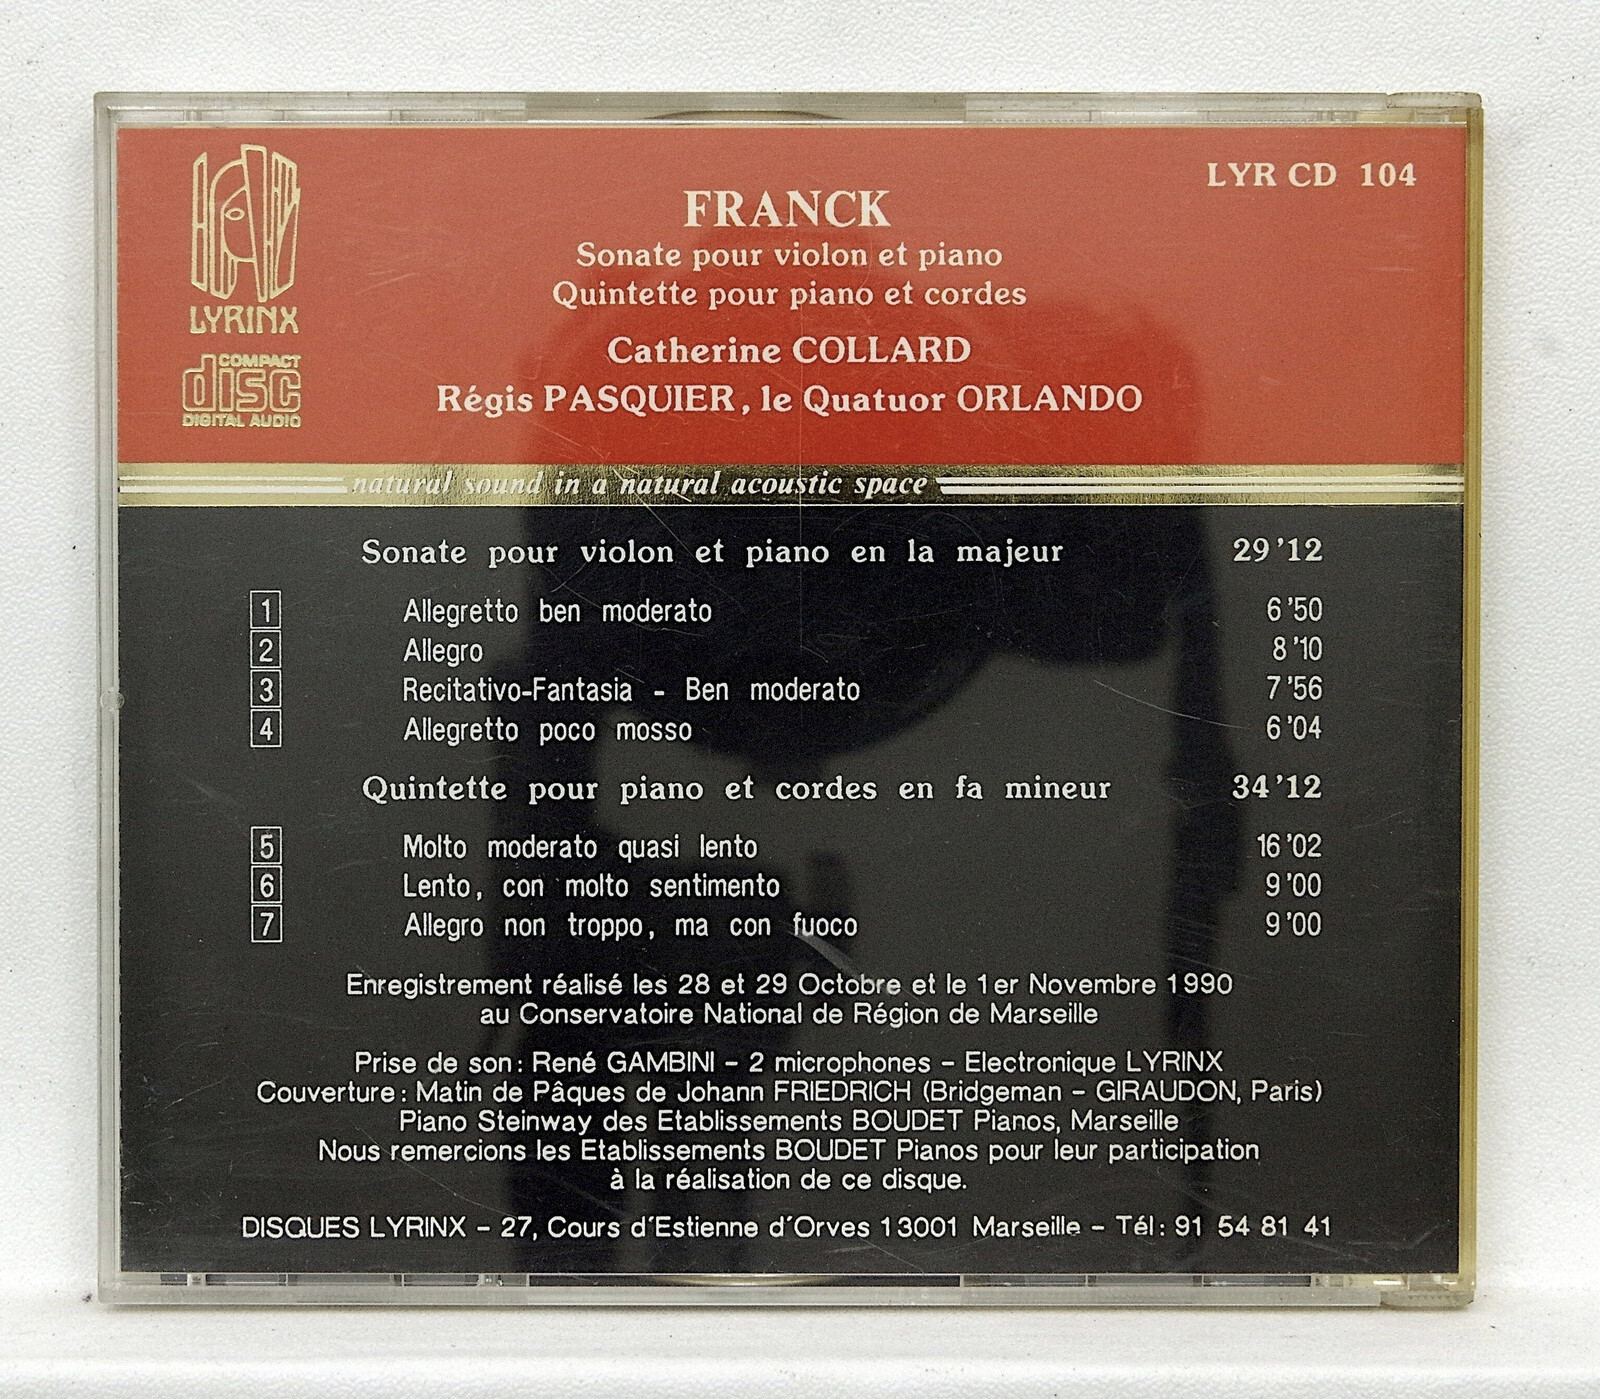 LYRINX
COMPACT
disc
DIGITAL AUDIO
LYR CD 104
FRANCK
Sonate pour violon et piano
Quintette pour piano et cordes
Catherine COLLARD
Régis PASQUIER, le Quatuor ORLANDO
natural sound in a natural acoustic space
Sonate pour violon et piano en la majeur 29'12
1 Allegretto ben moderato 6'50
2 Allegro 8'10
3 Recitativo-Fantasia - Ben moderato 7'56
4 Allegretto poco mosso 6'04
Quintette pour piano et cordes en fa mineur 34'12
5 Molto moderato quasi lento 16'02
6 Lento, con molto sentimento 9'00
7 Allegro non troppo, ma con fuoco 9'00
Enregistrement réalisé les 28 et 29 Octobre et le 1er Novembre 1990
au Conservatoire National de Région de Marseille
Prise de son : René GAMBINI – 2 microphones – Electronique LYRINX
Couverture : Matin de Pâques de Johann FRIEDRICH (Bridgeman – GIRAUDON, Paris)
Piano Steinway des Etablissements BOUDET Pianos, Marseille
Nous remercions les Etablissements BOUDET Pianos pour leur participation
à la réalisation de ce disque.
DISQUES LYRINX – 27, Cours d'Estienne d'Orves 13001 Marseille – Tél : 91 54 81 41